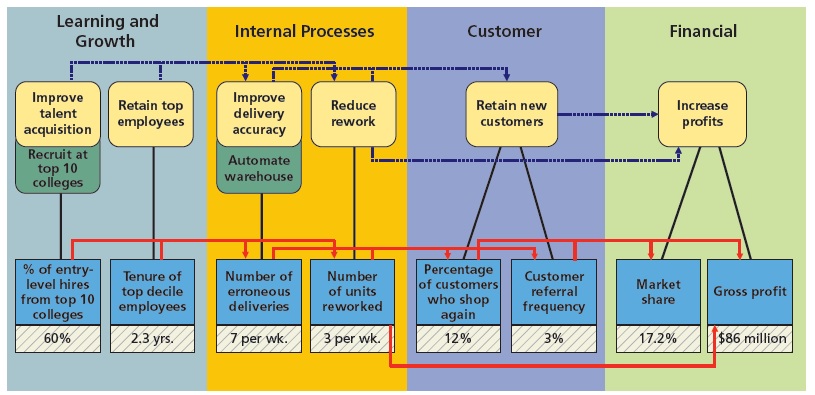 Learning and
Growth
Internal Processes
Customer
Financial
Improve
talent
acquisition
Recruit at
top 10
colleges
Retain top
employees
Improve
delivery
accuracy
Automate
warehouse
Reduce
rework
Retain new
customers
Increase
profits
% of entry-
level hires
from top 10
colleges
60%
Tenure of
top decile
employees
2.3 yrs.
Number of
erroneous
deliveries
7 per wk.
Number
of units
reworked
3 per wk.
Percentage
of customers
who shop
again
12%
Customer
referral
frequency
3%
Market
share
17.2%
Gross profit
$86 million